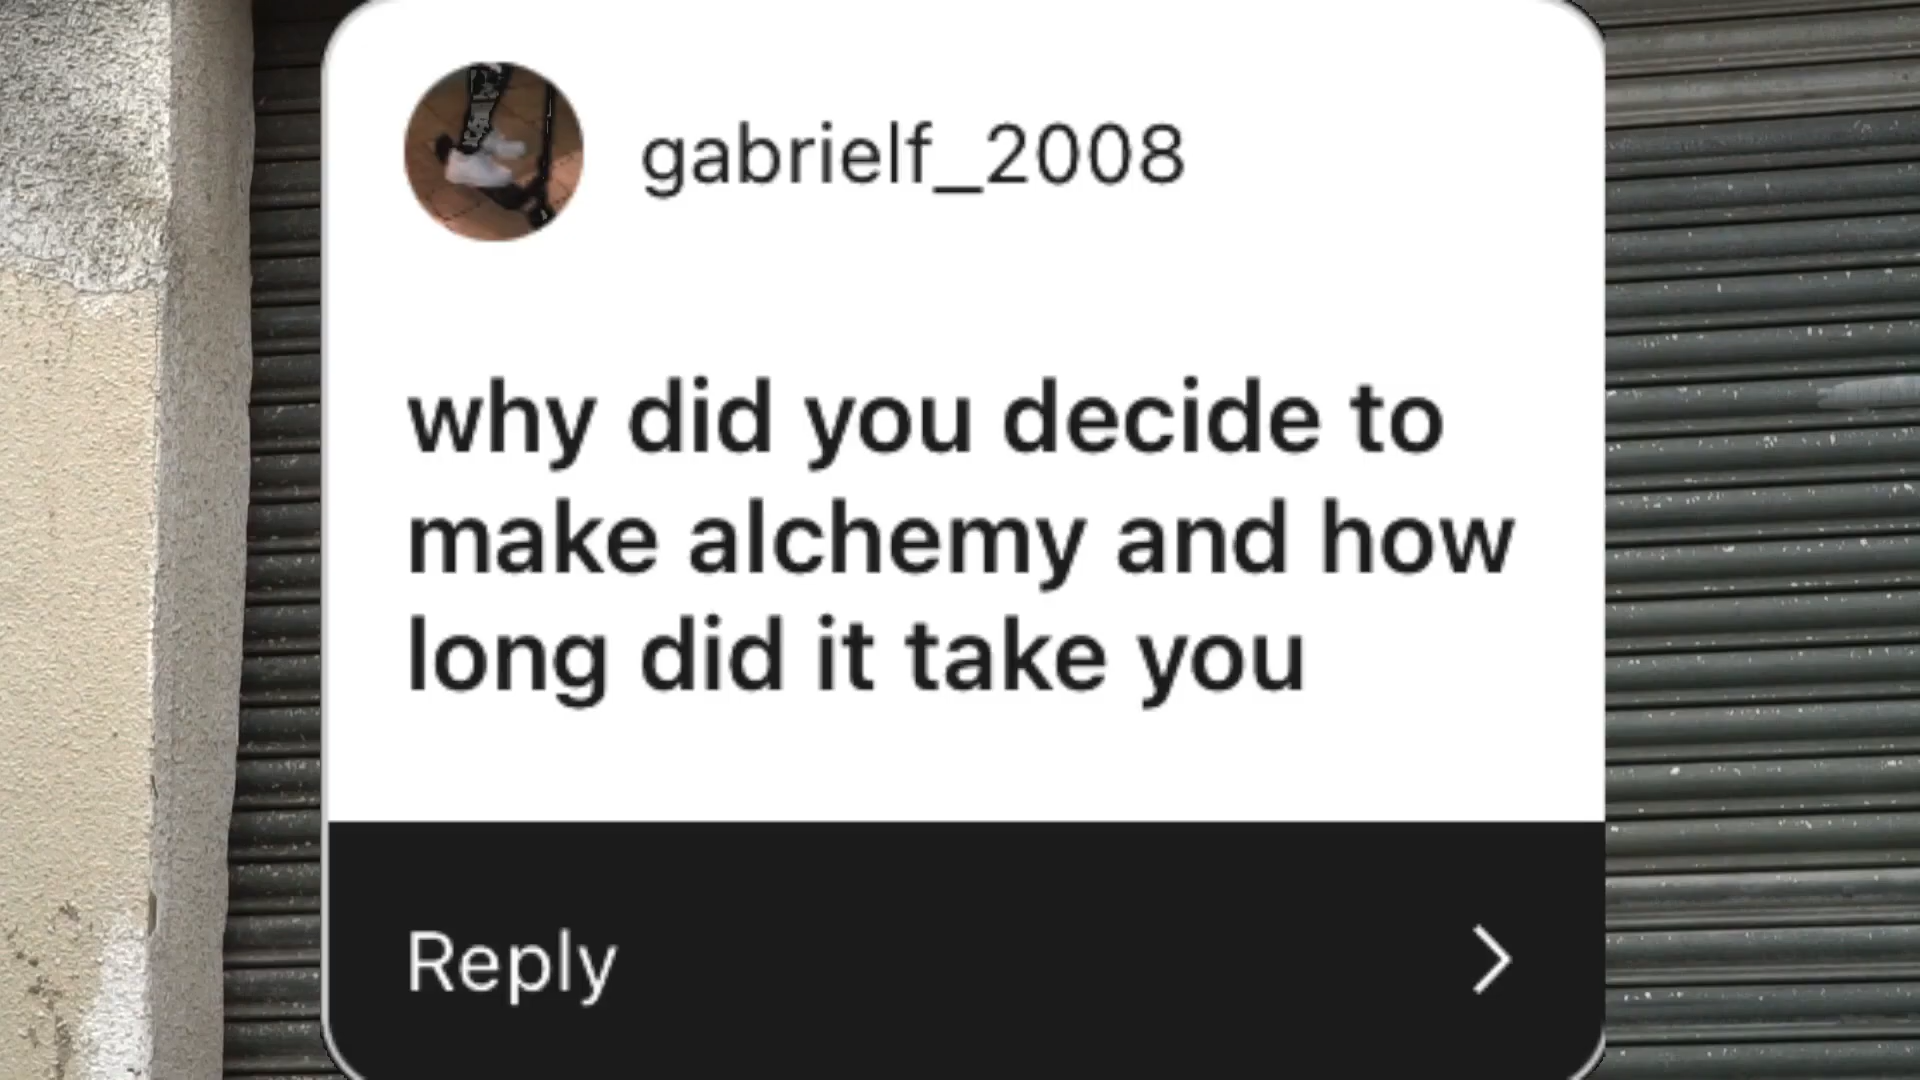 gabrielf_2008
why did you decide to
make alchemy and how
long did it take you
Reply